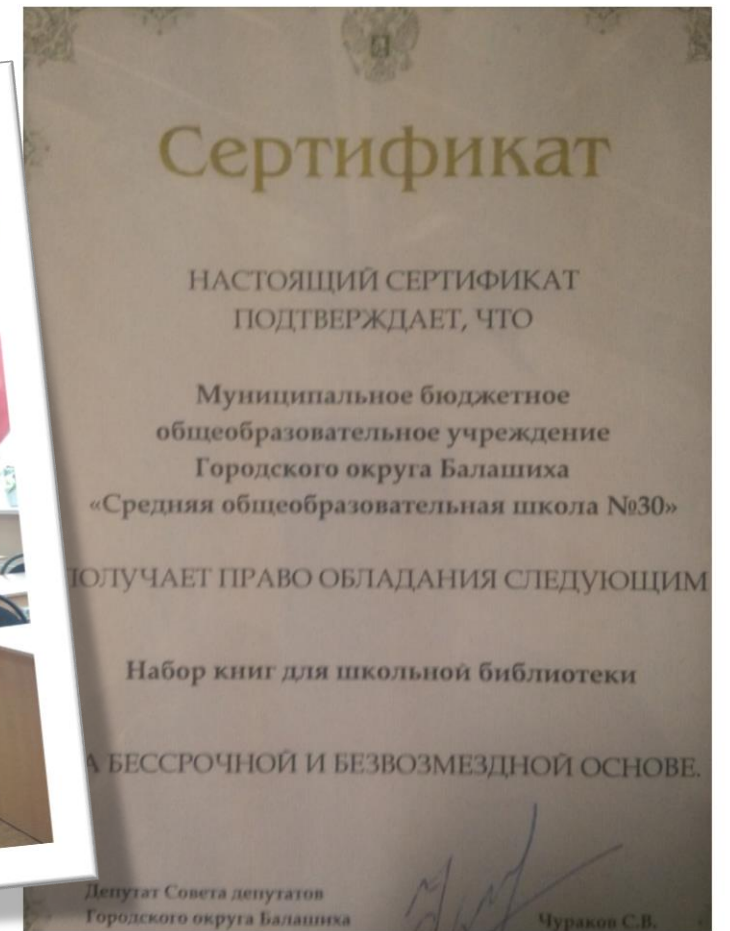 Сертификат
НАСТОЯЩИЙ СЕРТИФИКАТ
ПОДТВЕРЖДАЕТ, ЧТО
Муниципальное бюджетное
общеобразовательное учреждение
Городского округа Балашиха
«Средняя общеобразовательная школа №30»
ПОЛУЧАЕТ ПРАВО ОБЛАДАНИЯ СЛЕДУЮЩИМ
Набор книг для школьной библиотеки
А БЕССРОЧНОЙ И БЕЗВОЗМЕЗДНОЙ ОСНОВЕ.
Депутат Совета депутатов
Городского округа Балашиха
Чураков С.В.